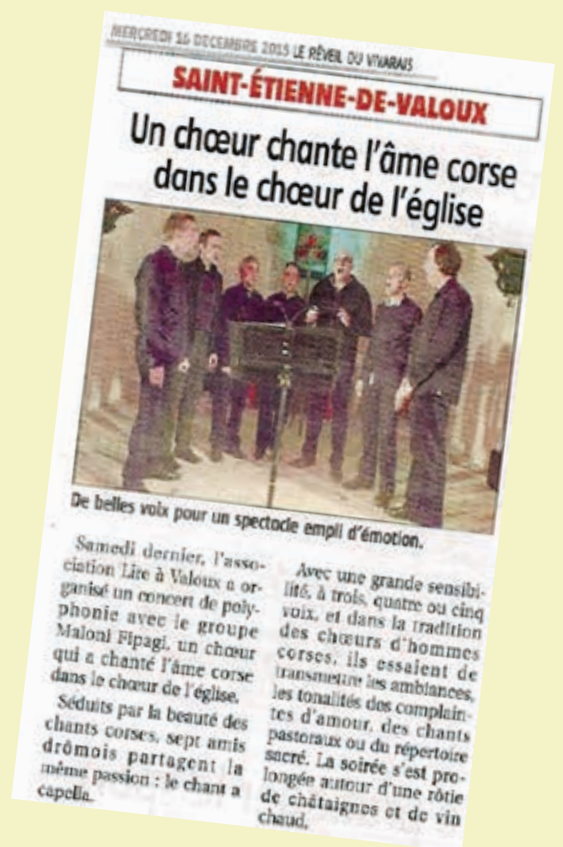 MERCREDI 16 DECEMBRE 2015 LE RÉVEIL DU VIVARAIS
SAINT-ÉTIENNE-DE-VALOUX
Un chœur chante l'âme corse
dans le chœur de l'église
De belles voix pour un spectacle empli d'émotion.
Samedi dernier, l'asso-
ciation Lire à Valoux a or-
ganisé un concert de poly-
phonie avec le groupe
Maloni Fipagi, un chœur
qui a chanté l'âme corse
dans le chœur de l'église.
Séduits par la beauté des
chants corses, sept amis
drômois partagent la
même passion : le chant a
capella.
Avec une grande sensibi-
lité, à trois, quatre ou cinq
voix, et dans la tradition
des chœurs d'hommes
corses, ils essaient de
transmettre les ambiances,
les tonalités des complain-
tes d'amour, des chants
pastoraux ou du répertoire
sacré. La soirée s'est pro-
longée autour d'une rôtie
de châtaignes et de vin
chaud.